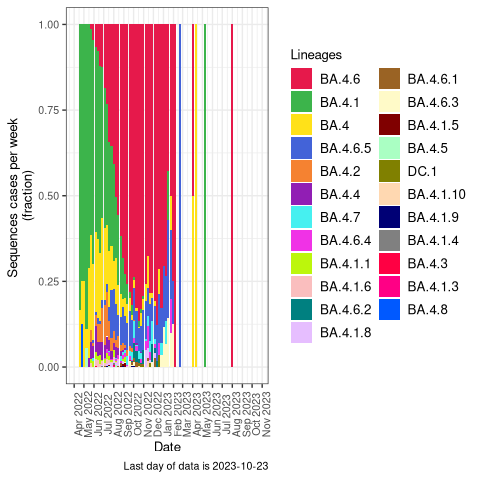 1.00
0.75
0.50
0.25
0.00
Sequences cases per week
(fraction)
Apr 2022
May 2022
Jun 2022
Jul 2022
Aug 2022
Sep 2022
Oct 2022
Nov 2022
Dec 2022
Jan 2023
Feb 2023
Mar 2023
Apr 2023
May 2023
Jun 2023
Jul 2023
Aug 2023
Sep 2023
Oct 2023
Nov 2023
Date
Last day of data is 2023-10-23
Lineages
BA.4.6
BA.4.1
BA.4
BA.4.6.5
BA.4.2
BA.4.4
BA.4.7
BA.4.6.4
BA.4.1.1
BA.4.1.6
BA.4.6.2
BA.4.1.8
BA.4.6.1
BA.4.6.3
BA.4.1.5
BA.4.5
DC.1
BA.4.1.10
BA.4.1.9
BA.4.1.4
BA.4.3
BA.4.1.3
BA.4.8